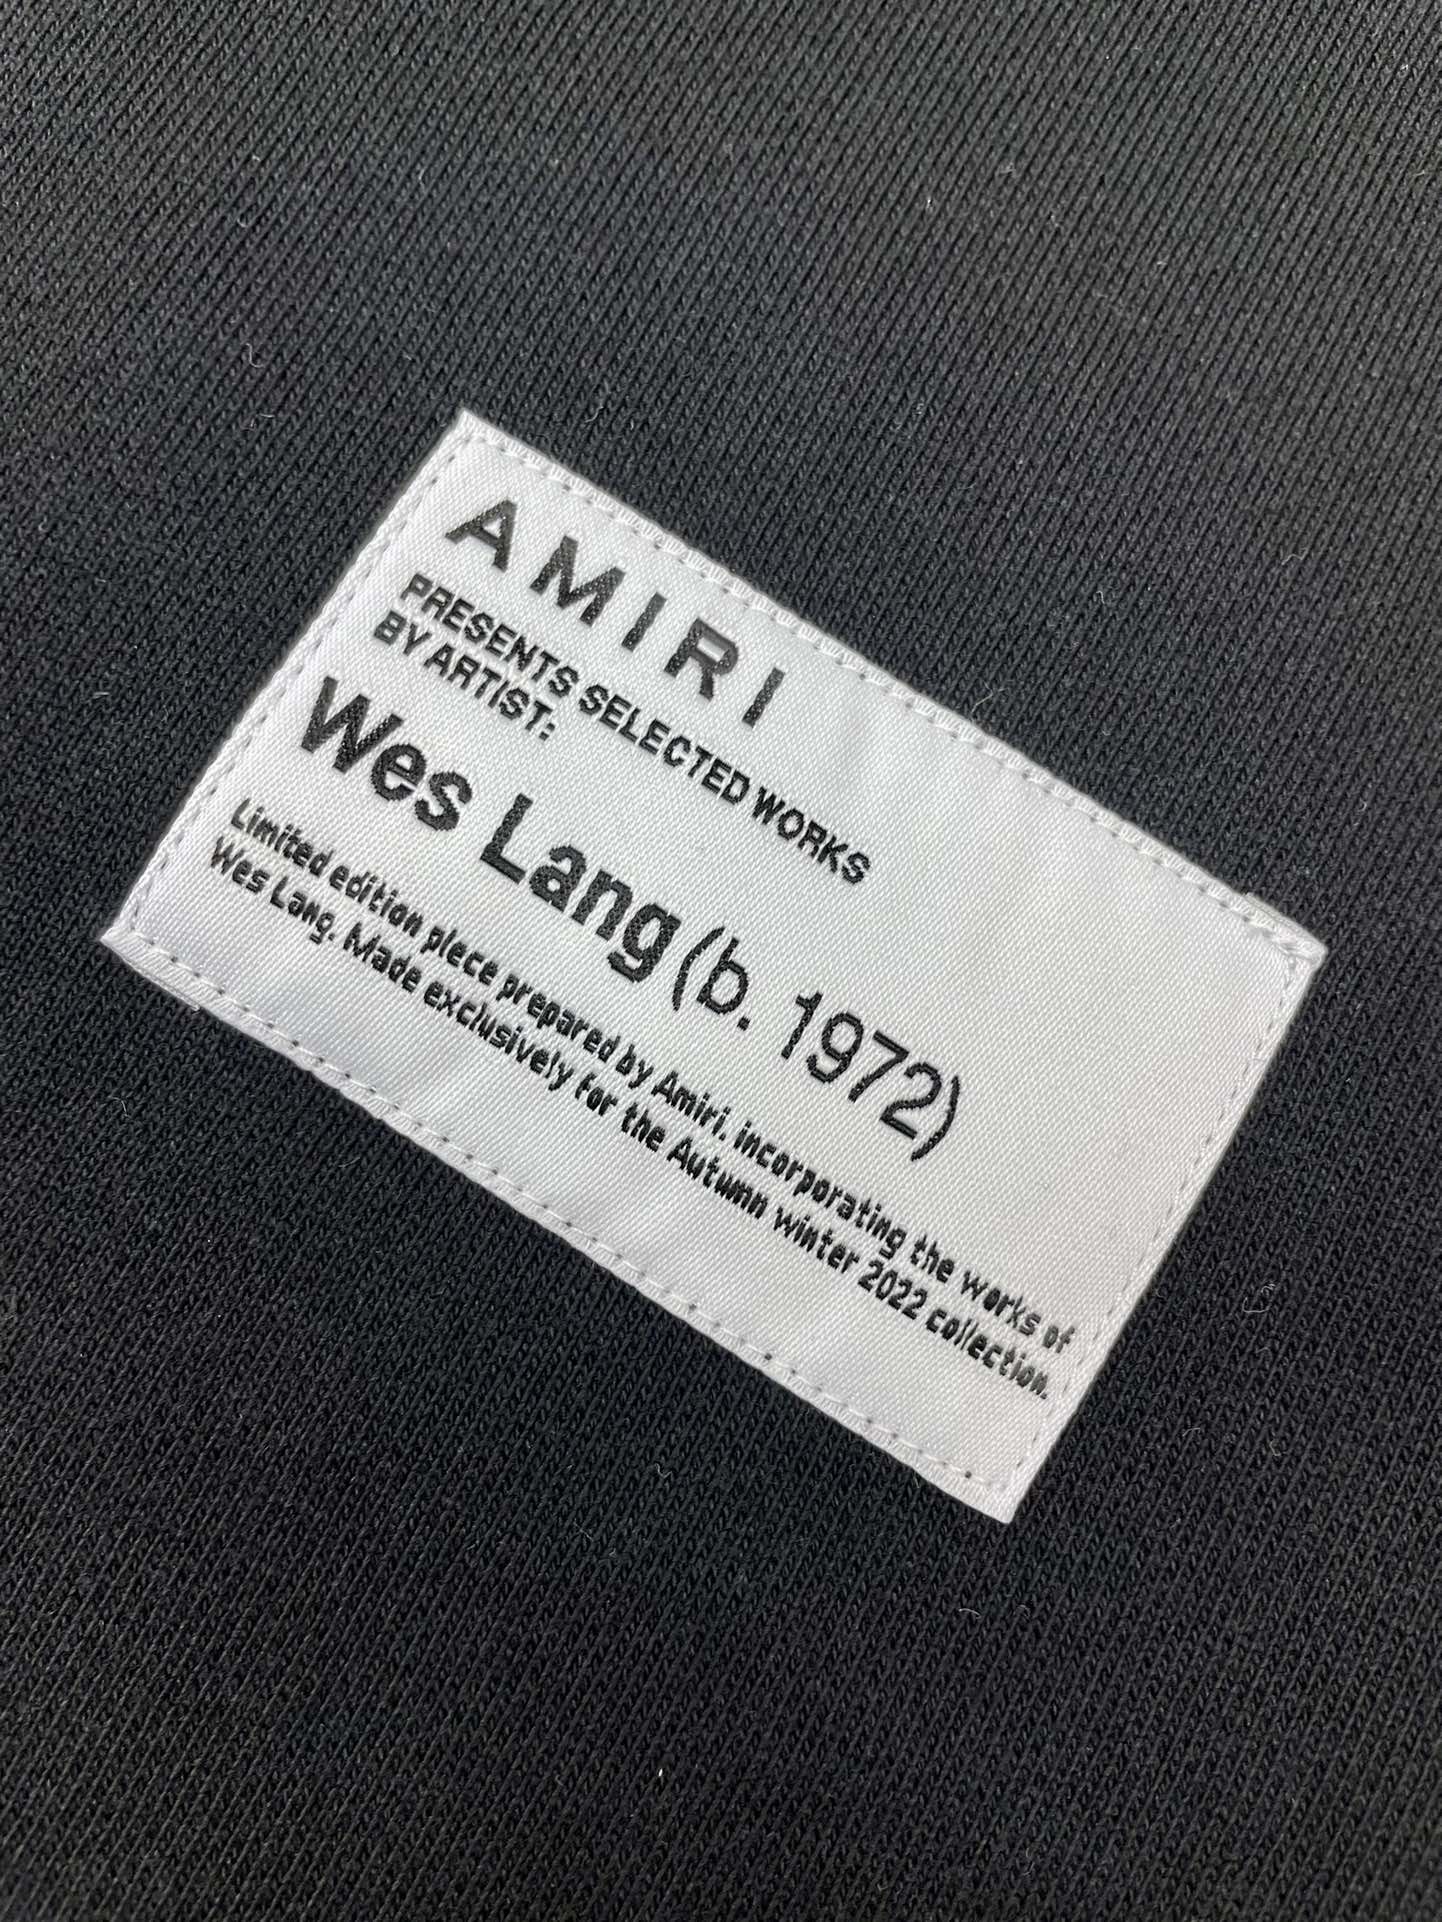 AMIRI
PRESENTS SELECTED WORKS
BY ARTIST:
Wes Lang (b. 1972)
Limited edition piece prepared by Amiri, incorporating the works of
Wes Lang. Made exclusively for the Autumn winter 2022 collection.